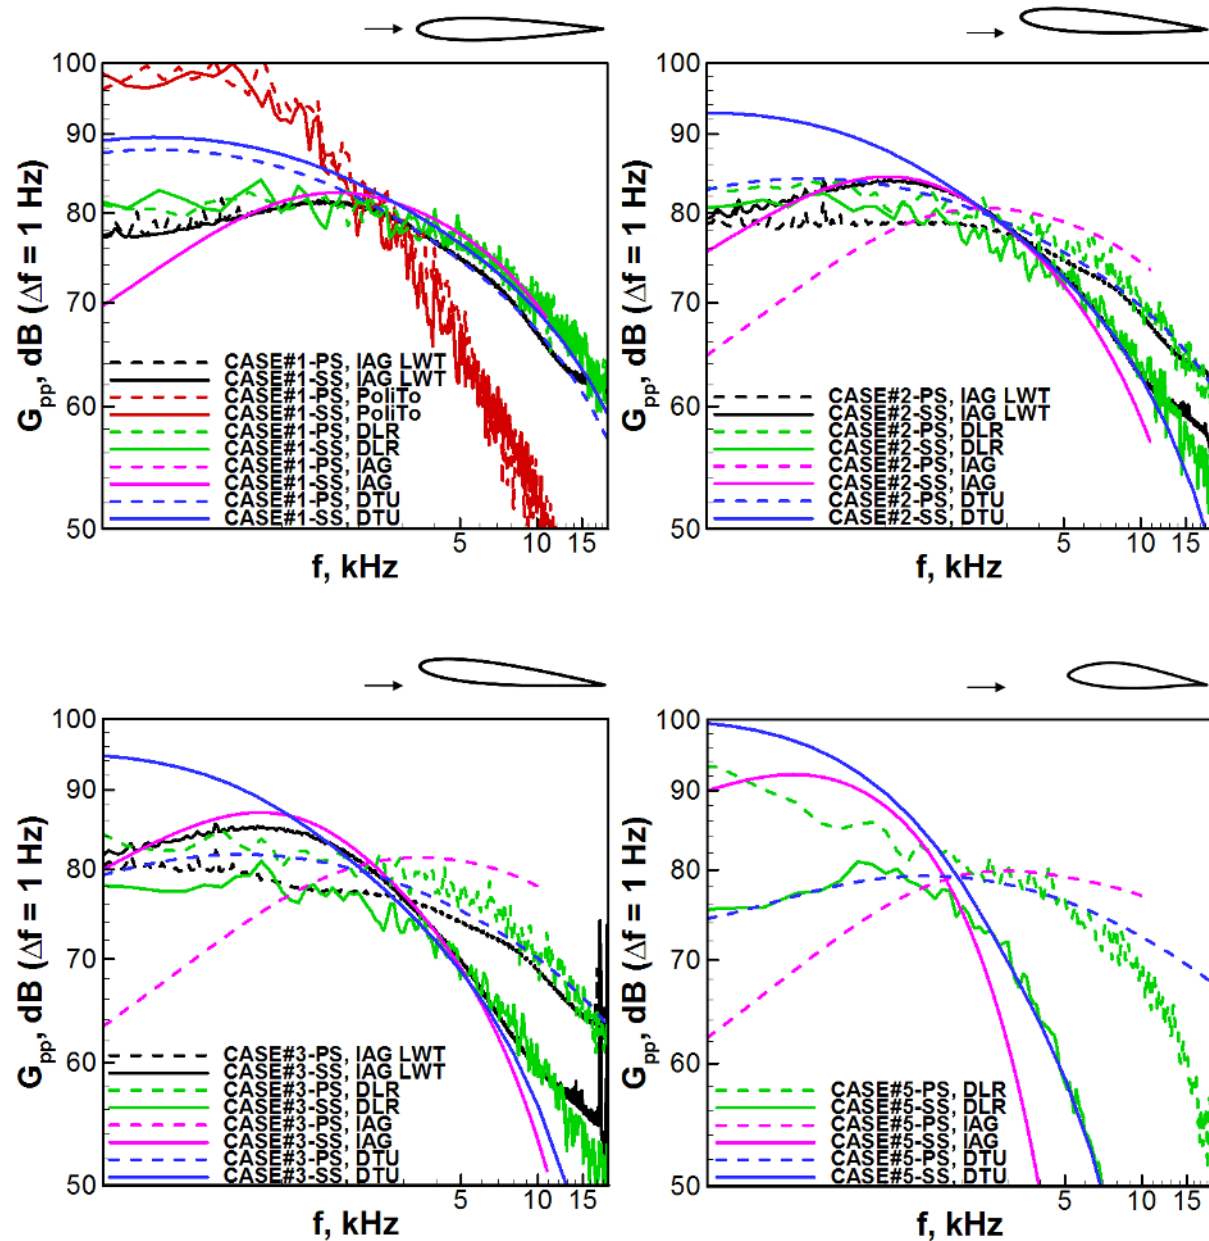 100
90
80
70
60
50
G_pp, dB (Δf = 1 Hz)
CASE#1-PS, IAG LWT
CASE#1-SS, IAG LWT
CASE#1-PS, PoliTo
CASE#1-SS, PoliTo
CASE#1-PS, DLR
CASE#1-SS, DLR
CASE#1-PS, IAG
CASE#1-SS, IAG
CASE#1-PS, DTU
CASE#1-SS, DTU
5 10 15
f, kHz
100
90
80
70
60
50
G_pp, dB (Δf = 1 Hz)
CASE#2-PS, IAG LWT
CASE#2-SS, IAG LWT
CASE#2-PS, DLR
CASE#2-SS, DLR
CASE#2-PS, IAG
CASE#2-SS, IAG
CASE#2-PS, DTU
CASE#2-SS, DTU
5 10 15
f, kHz
100
90
80
70
60
50
G_pp, dB (Δf = 1 Hz)
CASE#3-PS, IAG LWT
CASE#3-SS, IAG LWT
CASE#3-PS, DLR
CASE#3-SS, DLR
CASE#3-PS, IAG
CASE#3-SS, IAG
CASE#3-PS, DTU
CASE#3-SS, DTU
5 10 15
f, kHz
100
90
80
70
60
50
G_pp, dB (Δf = 1 Hz)
CASE#5-PS, DLR
CASE#5-SS, DLR
CASE#5-PS, IAG
CASE#5-SS, IAG
CASE#5-PS, DTU
CASE#5-SS, DTU
5 10 15
f, kHz